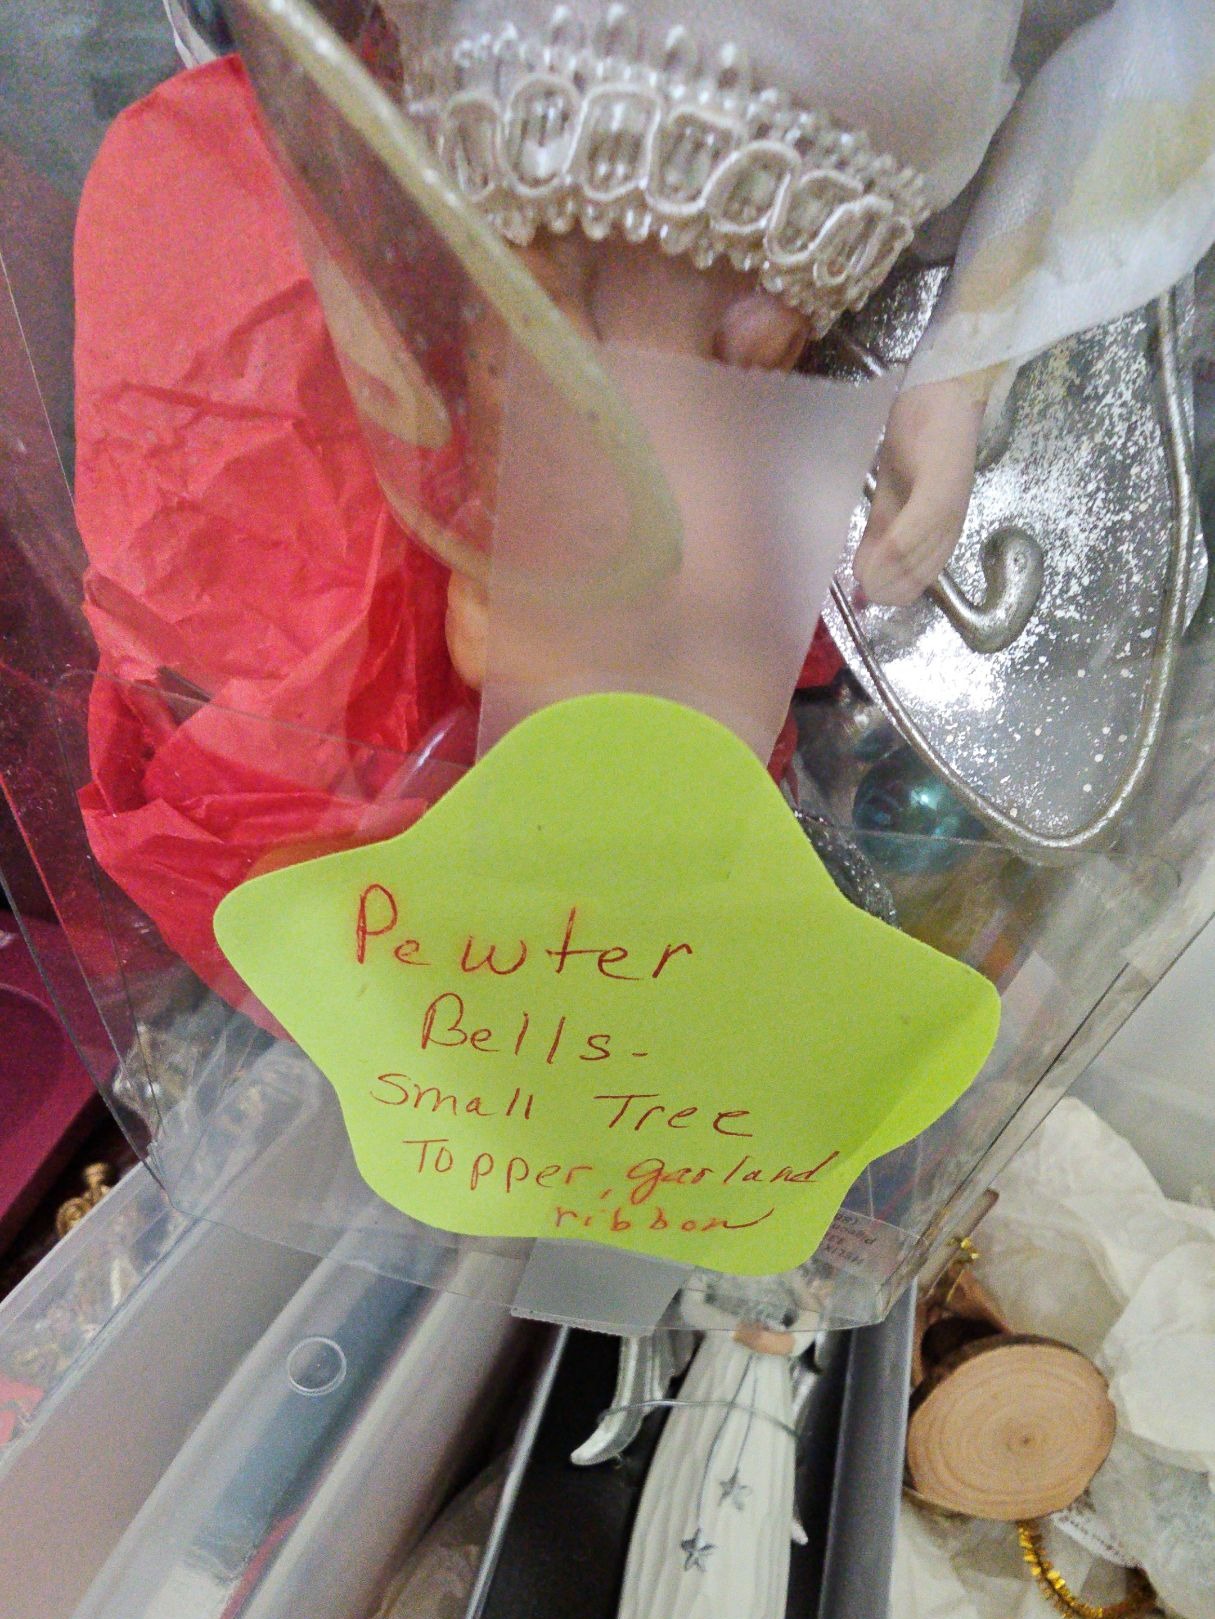 Pewter
Bells-
small Tree
Topper, garland
ribbon